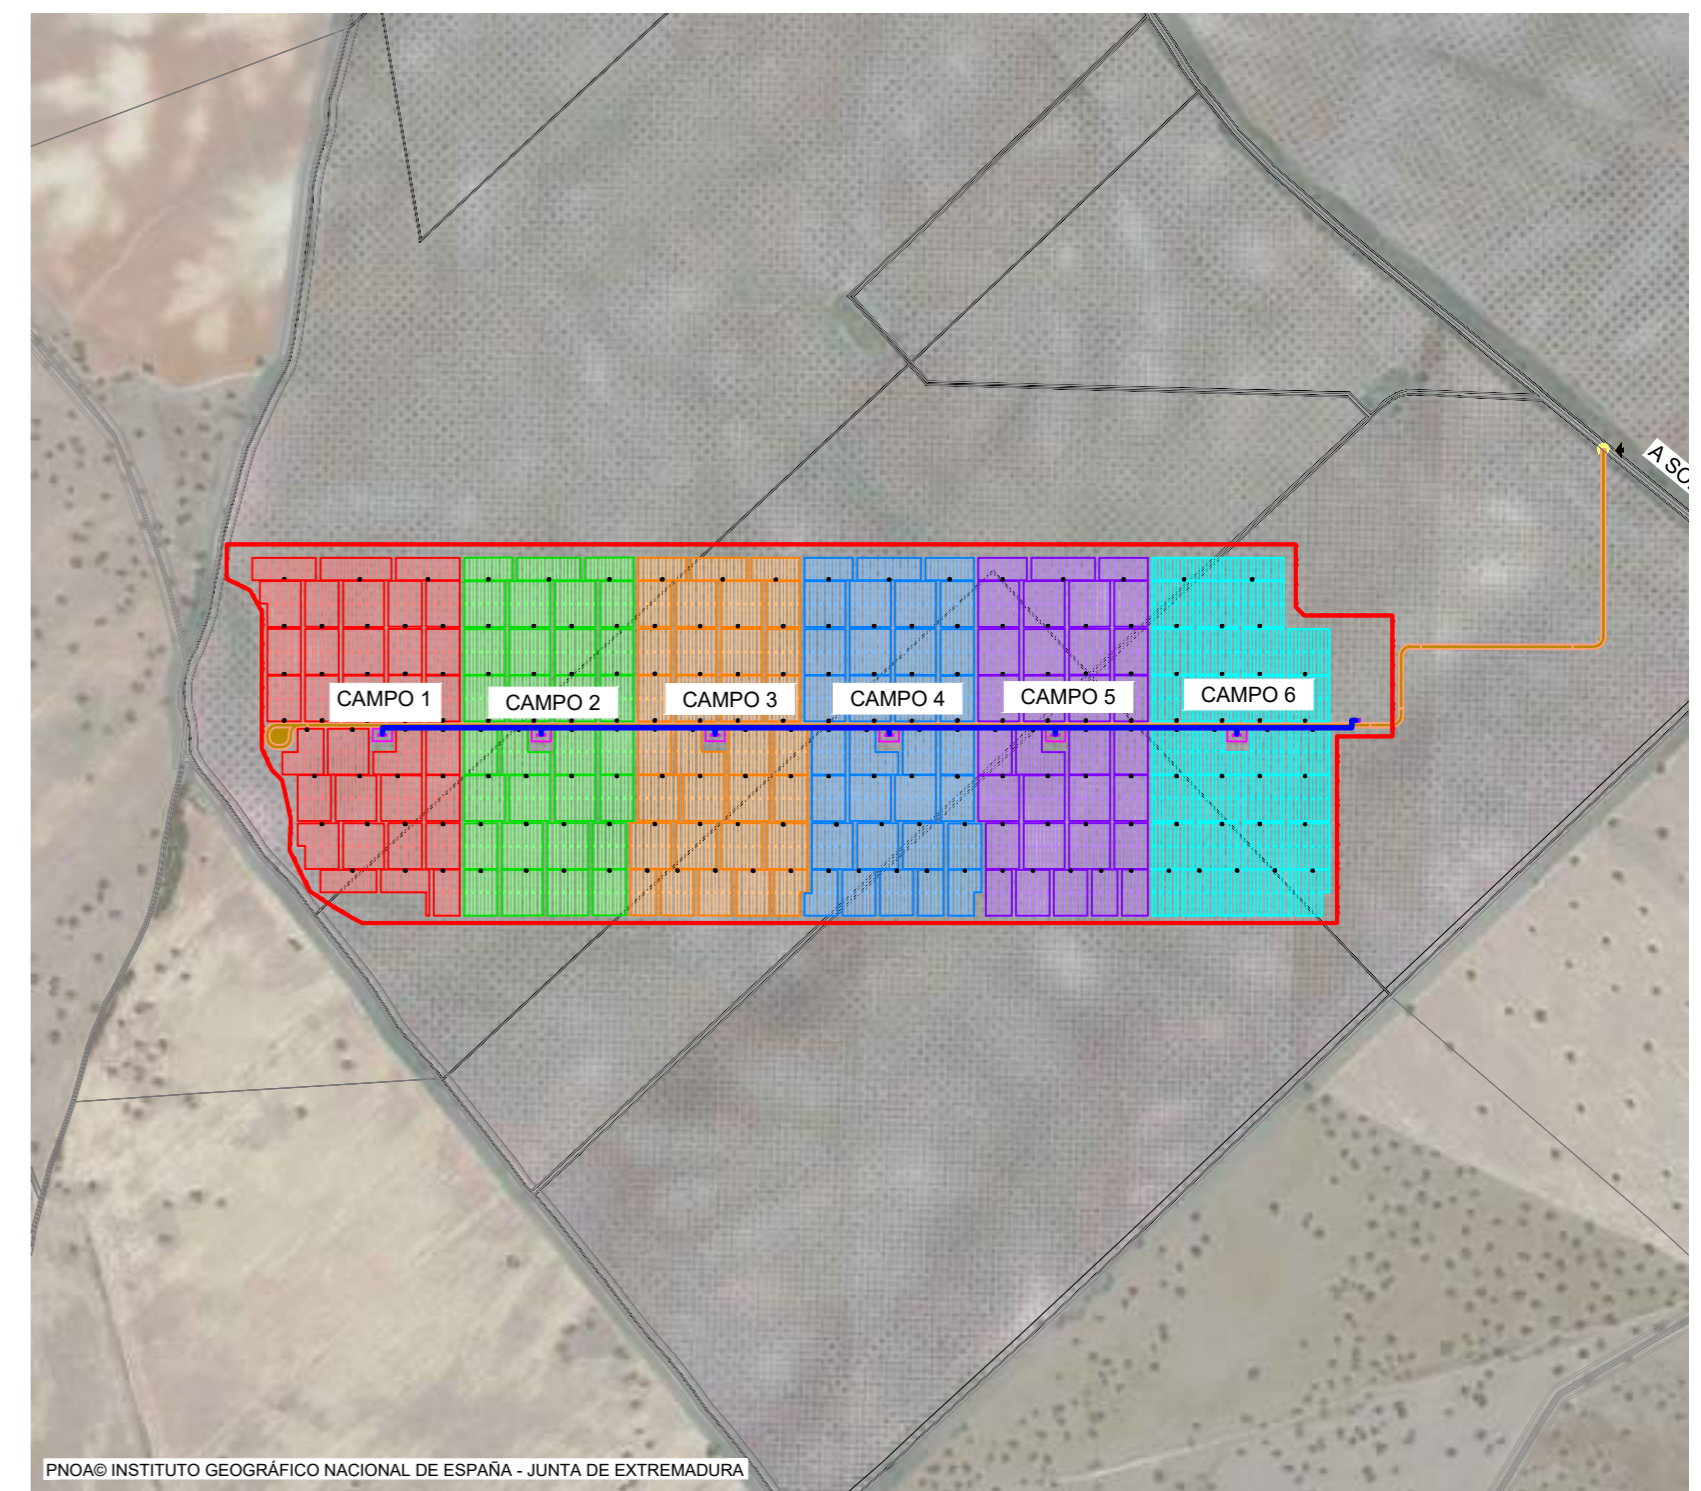 A SO
CAMPO 1
CAMPO 2
CAMPO 3
CAMPO 4
CAMPO 5
CAMPO 6
PNOA© INSTITUTO GEOGRÁFICO NACIONAL DE ESPAÑA - JUNTA DE EXTREMADURA